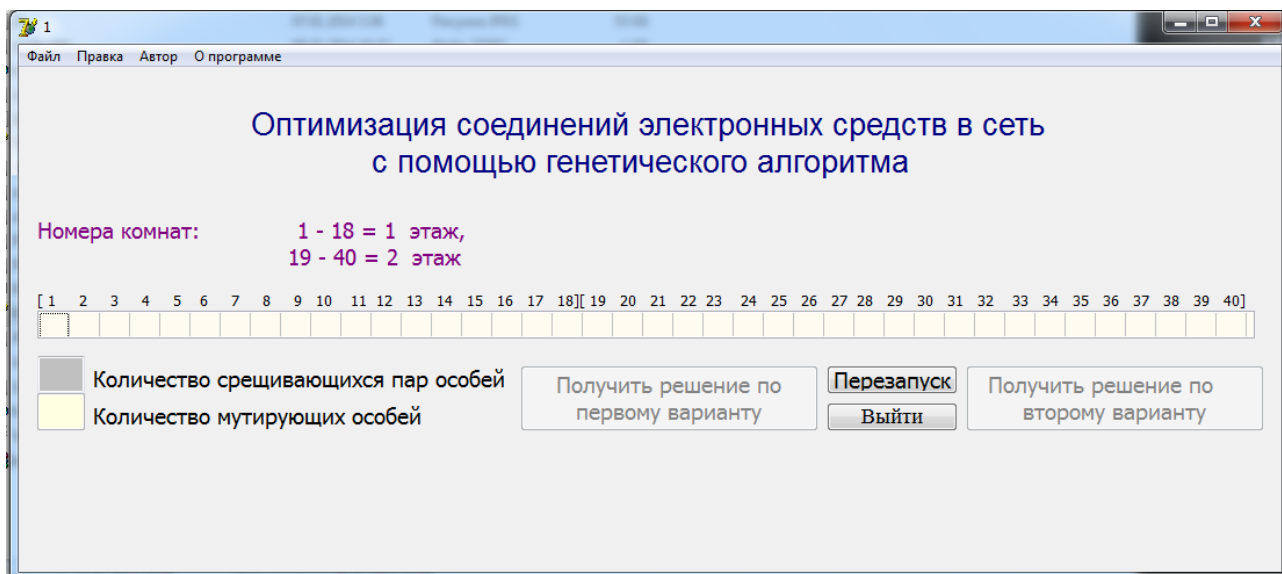 1
Файл Правка Автор О программе
Оптимизация соединений электронных средств в сеть
с помощью генетического алгоритма
Номера комнат: 1 - 18 = 1 этаж,
19 - 40 = 2 этаж
[ 1 2 3 4 5 6 7 8 9 10 11 12 13 14 15 16 17 18][ 19 20 21 22 23 24 25 26 27 28 29 30 31 32 33 34 35 36 37 38 39 40]
Количество срещивающихся пар особей
Количество мутирующих особей
Получить решение по
первому варианту
Перезапуск
Выйти
Получить решение по
второму варианту